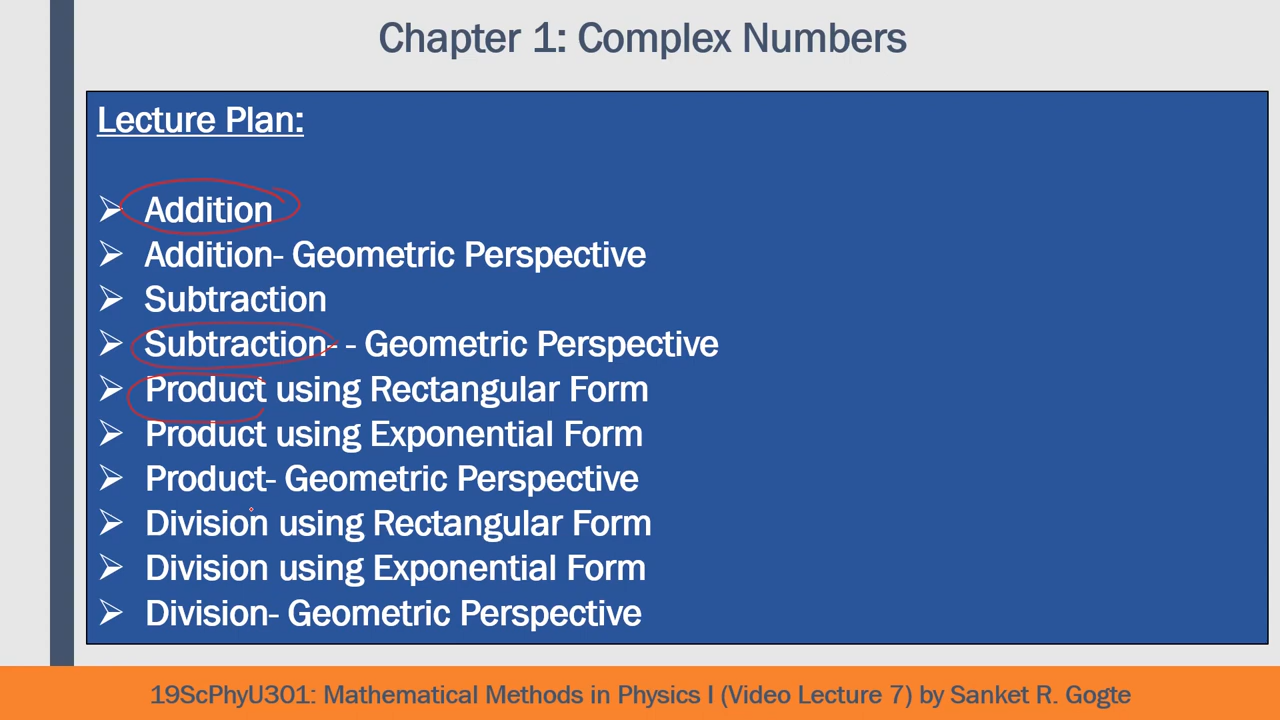 Chapter 1: Complex Numbers
Lecture Plan:
➢ Addition
➢ Addition- Geometric Perspective
➢ Subtraction
➢ Subtraction- - Geometric Perspective
➢ Product using Rectangular Form
➢ Product using Exponential Form
➢ Product- Geometric Perspective
➢ Division using Rectangular Form
➢ Division using Exponential Form
➢ Division- Geometric Perspective
19ScPhyU301: Mathematical Methods in Physics I (Video Lecture 7) by Sanket R. Gogte